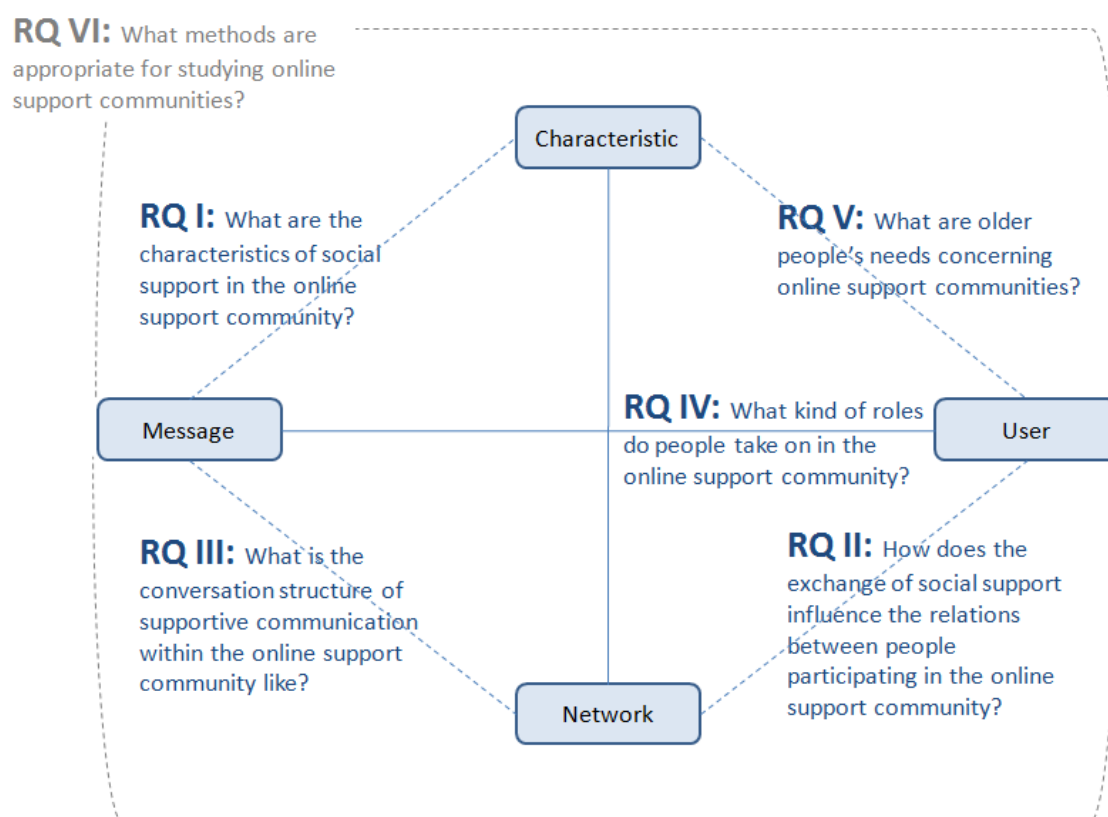 RQ VI: What methods are
appropriate for studying online
support communities?
Characteristic
RQ I: What are the
characteristics of social
support in the online
support community?
RQ V: What are older
people’s needs concerning
online support communities?
Message
RQ IV: What kind of roles
do people take on in the
online support community?
User
RQ III: What is the
conversation structure of
supportive communication
within the online support
community like?
RQ II: How does the
exchange of social support
influence the relations
between people
participating in the online
support community?
Network